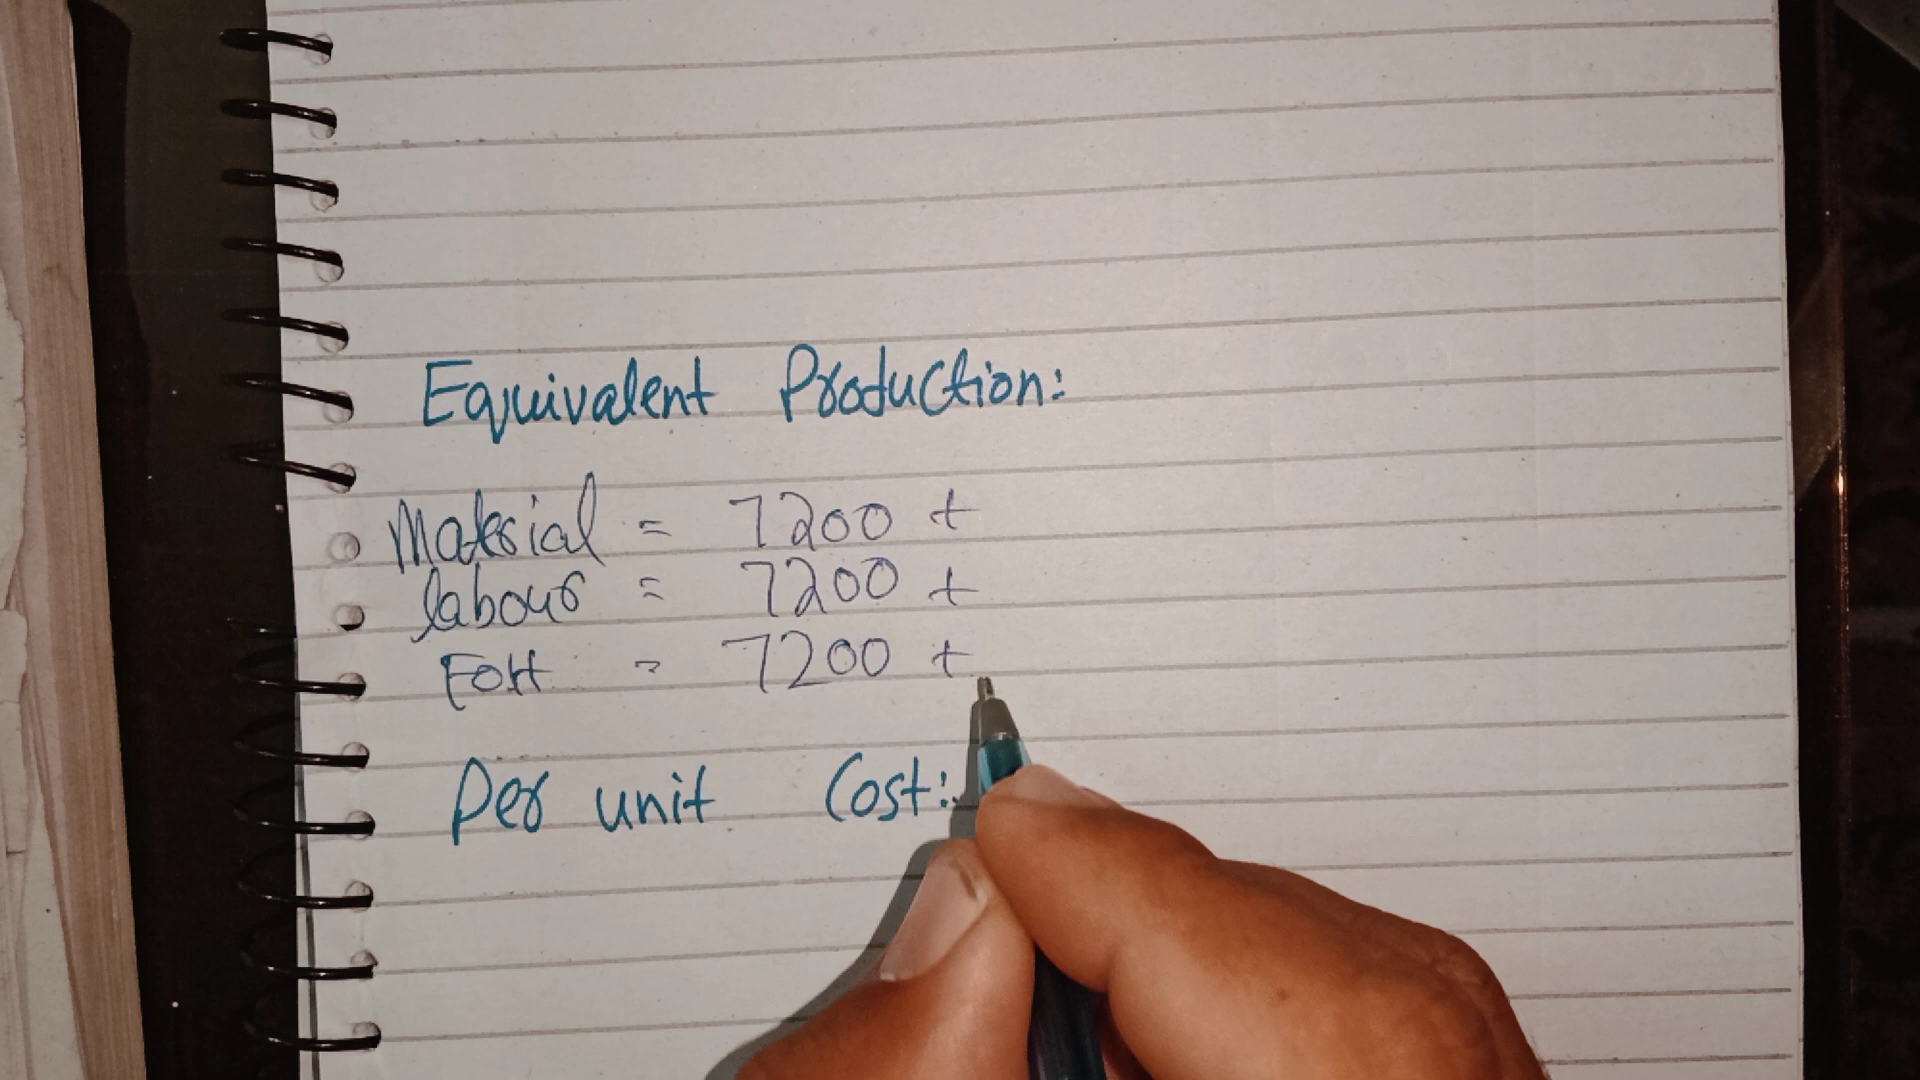 Equivalent Production:
Material = 7200 +
labour = 7200 +
FOH = 7200 +
Per unit Cost: